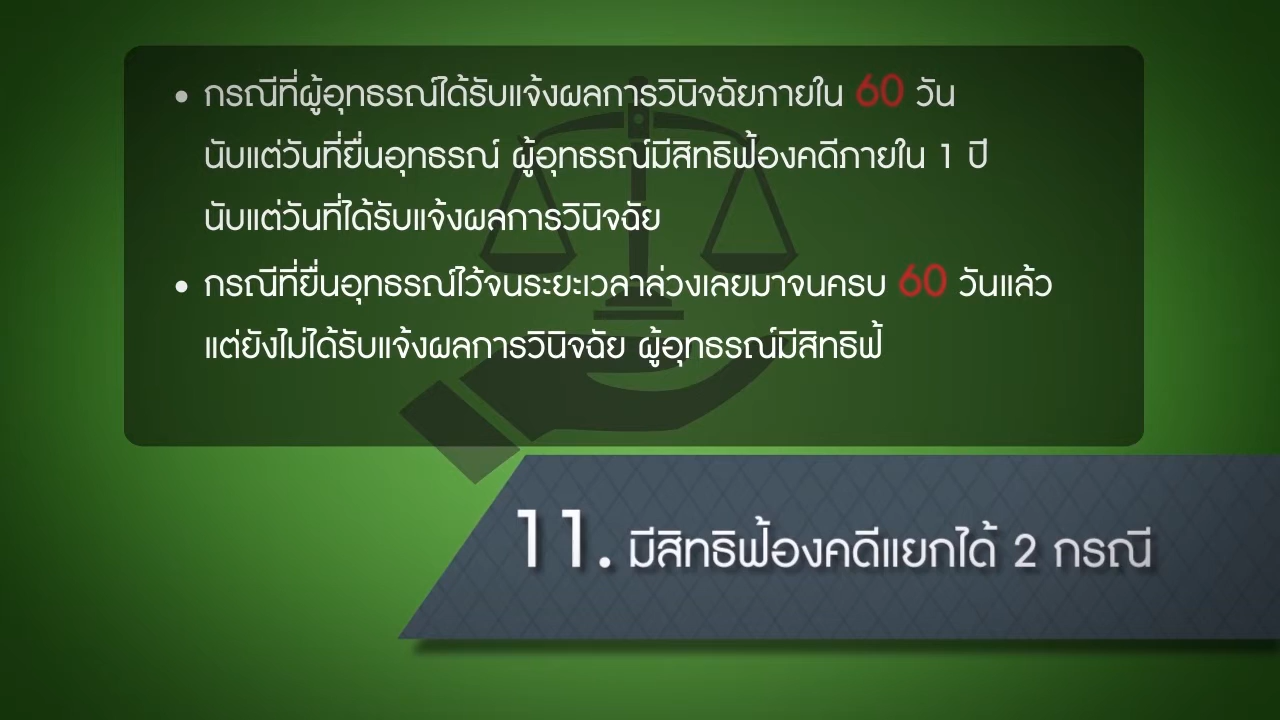 • กรณีที่ผู้อุทธรณ์ได้รับแจ้งผลการวินิจฉัยภายใน 60 วัน
นับแต่วันที่ยื่นอุทธรณ์ ผู้อุทธรณ์มีสิทธิฟ้องคดีภายใน 1 ปี
นับแต่วันที่ได้รับแจ้งผลการวินิจฉัย
• กรณีที่ยื่นอุทธรณ์ไว้จนระยะเวลาล่วงเลยมาจนครบ 60 วันแล้ว
แต่ยังไม่ได้รับแจ้งผลการวินิจฉัย ผู้อุทธรณ์มีสิทธิฟ้
11. มีสิทธิฟ้องคดีแยกได้ 2 กรณี